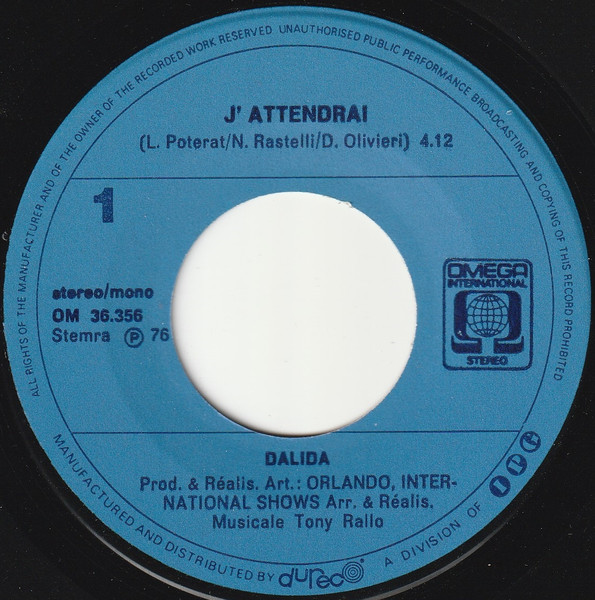 ALL RIGHTS OF THE MANUFACTURER AND OF THE OWNER OF THE RECORDED WORK RESERVED UNAUTHORISED PUBLIC PERFORMANCE BROADCASTING AND COPYING OF THIS RECORD PROHIBITED
J' ATTENDRAI
(L. Poterat/N. Rastelli/D. Olivieri) 4.12
1
stereo/mono
OM 36.356
Stemra ℗ 76
OMEGA
INTERNATIONAL
STEREO
DALIDA
Prod. & Réalis. Art.: ORLANDO, INTER-
NATIONAL SHOWS Arr. & Réalis.
Musicale Tony Rallo
MANUFACTURED AND DISTRIBUTED BY dureco
A DIVISION OF